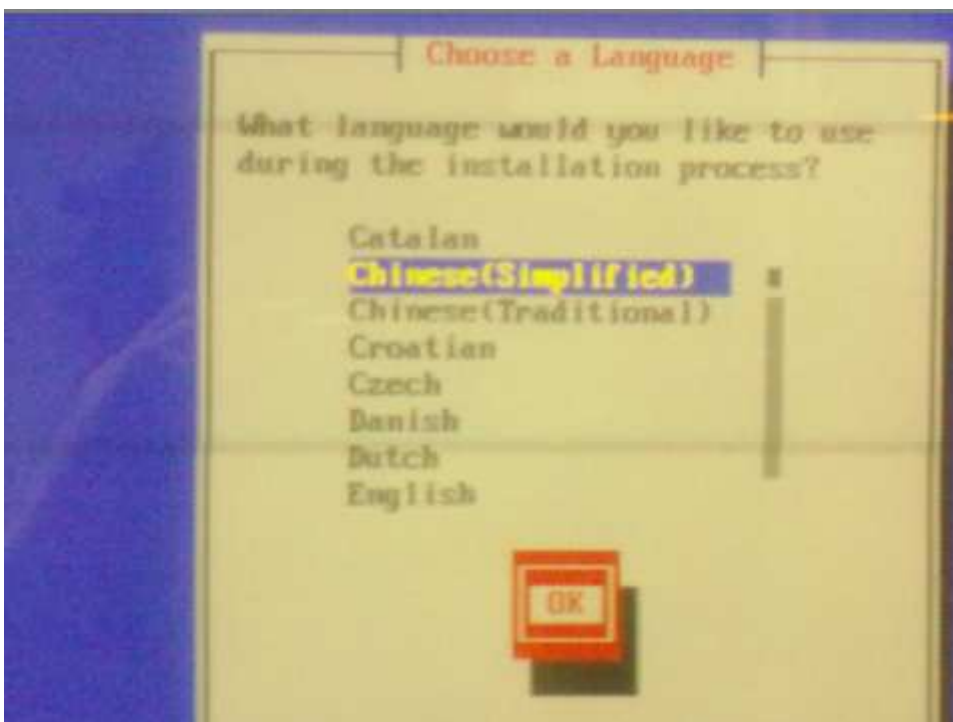 Choose a Language
What language would you like to use
during the installation process?
Catalan
Chinese(Simplified)
Chinese(Traditional)
Croatian
Czech
Danish
Dutch
English
OK